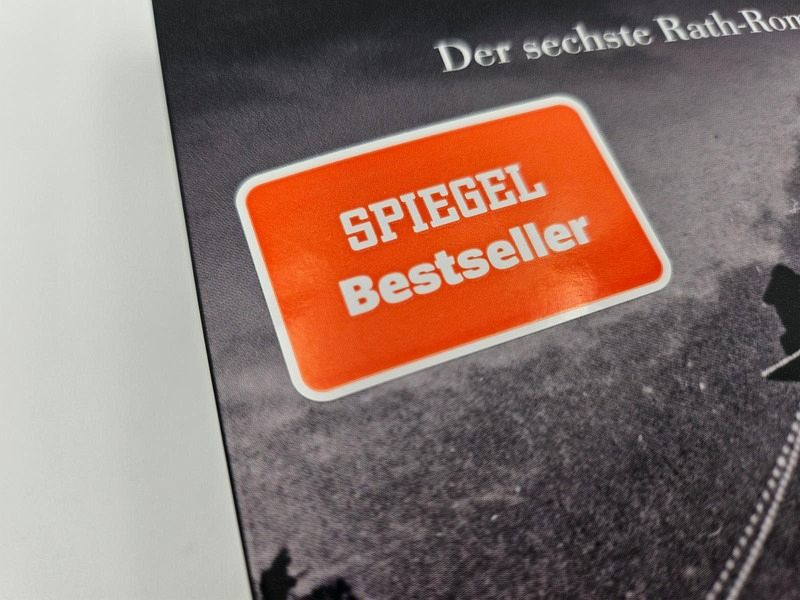 Der sechste Rath-Rom
SPIEGEL
Bestseller